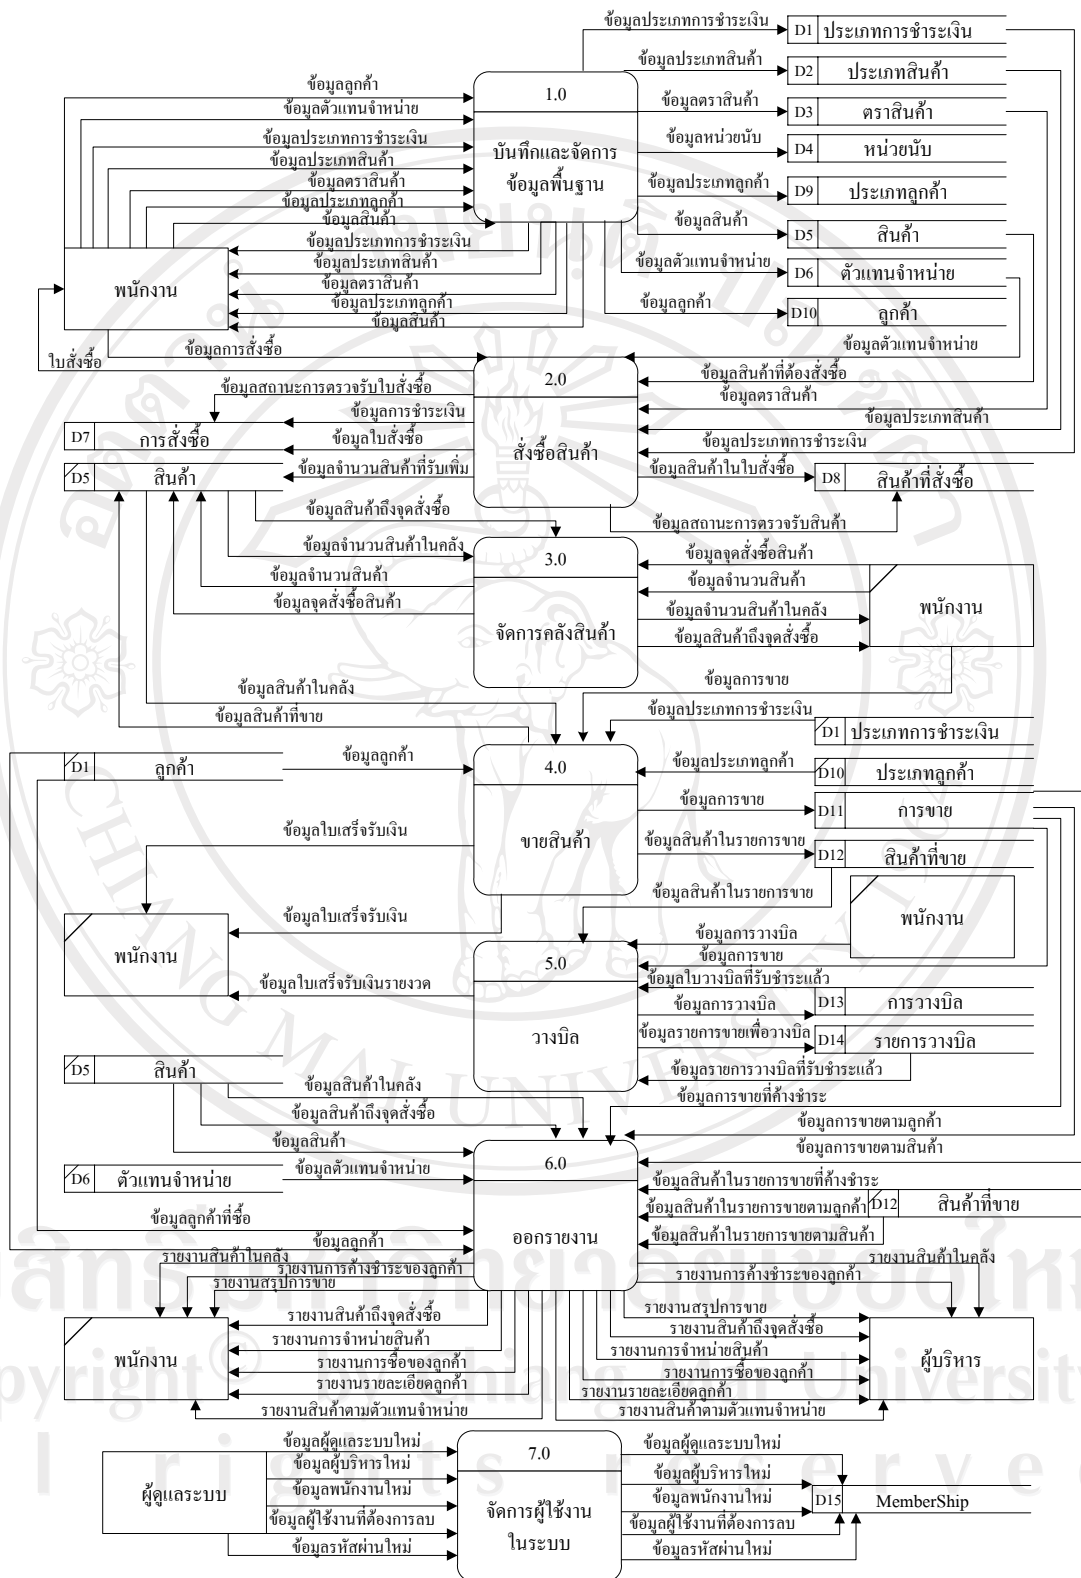 ข้อมูลประเภทการชำระเงิน
D1 ประเภทการชำระเงิน
ข้อมูลประเภทสินค้า
D2 ประเภทสินค้า
ข้อมูลลูกค้า
1.0
ข้อมูลตัวแทนจำหน่าย
ข้อมูลตราสินค้า
D3 ตราสินค้า
ข้อมูลประเภทการชำระเงิน
บันทึกและจัดการ
ข้อมูลพื้นฐาน
ข้อมูลหน่วยนับ
D4 หน่วยนับ
ข้อมูลประเภทสินค้า
ข้อมูลตราสินค้า
ข้อมูลประเภทลูกค้า
D9 ประเภทลูกค้า
ข้อมูลประเภทลูกค้า
ข้อมูลสินค้า
ข้อมูลสินค้า
D5 สินค้า
ข้อมูลประเภทการชำระเงิน
ข้อมูลประเภทสินค้า
ข้อมูลตัวแทนจำหน่าย
D6 ตัวแทนจำหน่าย
ข้อมูลตราสินค้า
พนักงาน
ข้อมูลประเภทลูกค้า
ข้อมูลลูกค้า
D10 ลูกค้า
ข้อมูลสินค้า
ใบสั่งซื้อ
ข้อมูลการสั่งซื้อ
ข้อมูลตัวแทนจำหน่าย
2.0
ข้อมูลสินค้าที่ต้องสั่งซื้อ
ข้อมูลสถานะการตรวจรับใบสั่งซื้อ
ข้อมูลตราสินค้า
ข้อมูลการชำระเงิน
ข้อมูลประเภทสินค้า
D7 การสั่งซื้อ
ข้อมูลใบสั่งซื้อ
สั่งซื้อสินค้า
ข้อมูลประเภทการชำระเงิน
D5 สินค้า
ข้อมูลจำนวนสินค้าที่รับเพิ่ม
ข้อมูลสินค้าในใบสั่งซื้อ
D8 สินค้าที่สั่งซื้อ
ข้อมูลสินค้าถึงจุดสั่งซื้อ
ข้อมูลสถานะการตรวจรับสินค้า
ข้อมูลจำนวนสินค้าในคลัง
3.0
ข้อมูลจุดสั่งซื้อสินค้า
ข้อมูลจำนวนสินค้า
ข้อมูลจำนวนสินค้า
ข้อมูลจุดสั่งซื้อสินค้า
จัดการคลังสินค้า
ข้อมูลจำนวนสินค้าในคลัง
พนักงาน
ข้อมูลสินค้าถึงจุดสั่งซื้อ
ข้อมูลสินค้าในคลัง
ข้อมูลการขาย
ข้อมูลสินค้าที่ขาย
ข้อมูลประเภทการชำระเงิน
D1 ประเภทการชำระเงิน
D1 ลูกค้า
ข้อมูลลูกค้า
4.0
ข้อมูลประเภทลูกค้า
D10 ประเภทลูกค้า
ข้อมูลการขาย
D11 การขาย
ข้อมูลใบเสร็จรับเงิน
ขายสินค้า
ข้อมูลสินค้าในรายการขาย
D12 สินค้าที่ขาย
ข้อมูลสินค้าในรายการขาย
ข้อมูลใบเสร็จรับเงิน
พนักงาน
พนักงาน
ข้อมูลการวางบิล
ข้อมูลการขาย
5.0
ข้อมูลใบวางบิลที่รับชำระแล้ว
ข้อมูลใบเสร็จรับเงินรายงวด
ข้อมูลการวางบิล
D13 การวางบิล
วางบิล
ข้อมูลรายการขายเพื่อวางบิล
D14 รายการวางบิล
D5 สินค้า
ข้อมูลรายการวางบิลที่รับชำระแล้ว
ข้อมูลสินค้าในคลัง
ข้อมูลการขายที่ค้างชำระ
ข้อมูลสินค้าถึงจุดสั่งซื้อ
ข้อมูลการขายตามลูกค้า
ข้อมูลสินค้า
ข้อมูลการขายตามสินค้า
6.0
D6 ตัวแทนจำหน่าย
ข้อมูลตัวแทนจำหน่าย
ข้อมูลสินค้าในรายการขายที่ค้างชำระ
ข้อมูลสินค้าในรายการขายตามลูกค้า
D12 สินค้าที่ขาย
ข้อมูลลูกค้าที่ซื้อ
ออกรายงาน
ข้อมูลสินค้าในรายการขายตามสินค้า
ข้อมูลลูกค้า
รายงานสินค้าในคลัง
รายงานสินค้าในคลัง
รายงานการค้างชำระของลูกค้า
รายงานการค้างชำระของลูกค้า
รายงานสรุปการขาย
รายงานสินค้าถึงจุดสั่งซื้อ
รายงานสรุปการขาย
รายงานสินค้าถึงจุดสั่งซื้อ
รายงานการจำหน่ายสินค้า
รายงานการจำหน่ายสินค้า
พนักงาน
รายงานการซื้อของลูกค้า
รายงานการซื้อของลูกค้า
ผู้บริหาร
รายงานรายละเอียดลูกค้า
รายงานรายละเอียดลูกค้า
รายงานสินค้าตามตัวแทนจำหน่าย
รายงานสินค้าตามตัวแทนจำหน่าย
ข้อมูลผู้ดูแลระบบใหม่
7.0
ข้อมูลผู้ดูแลระบบใหม่
ข้อมูลผู้บริหารใหม่
ข้อมูลผู้บริหารใหม่
ผู้ดูแลระบบ
ข้อมูลพนักงานใหม่
จัดการผู้ใช้งาน
ในระบบ
ข้อมูลพนักงานใหม่
D15 MemberShip
ข้อมูลผู้ใช้งานที่ต้องการลบ
ข้อมูลผู้ใช้งานที่ต้องการลบ
ข้อมูลรหัสผ่านใหม่
ข้อมูลรหัสผ่านใหม่
CHIANG MAI UNIVERSITY